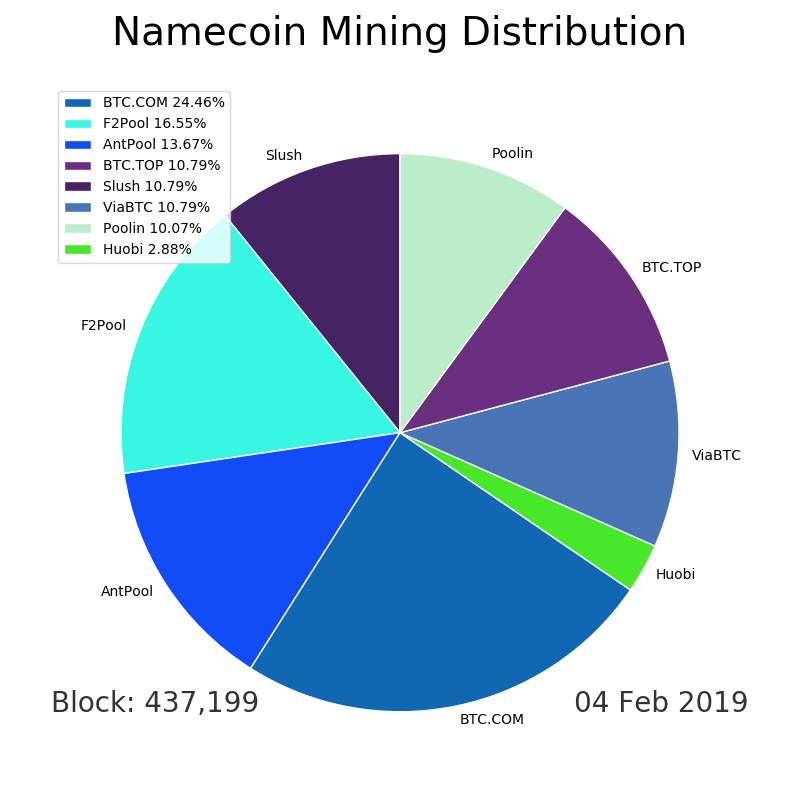 Namecoin Mining Distribution
BTC.COM 24.46%
F2Pool 16.55%
AntPool 13.67%
BTC.TOP 10.79%
Slush 10.79%
ViaBTC 10.79%
Poolin 10.07%
Huobi 2.88%
Slush
Poolin
BTC.TOP
F2Pool
ViaBTC
Huobi
AntPool
BTC.COM
Block: 437,199
04 Feb 2019